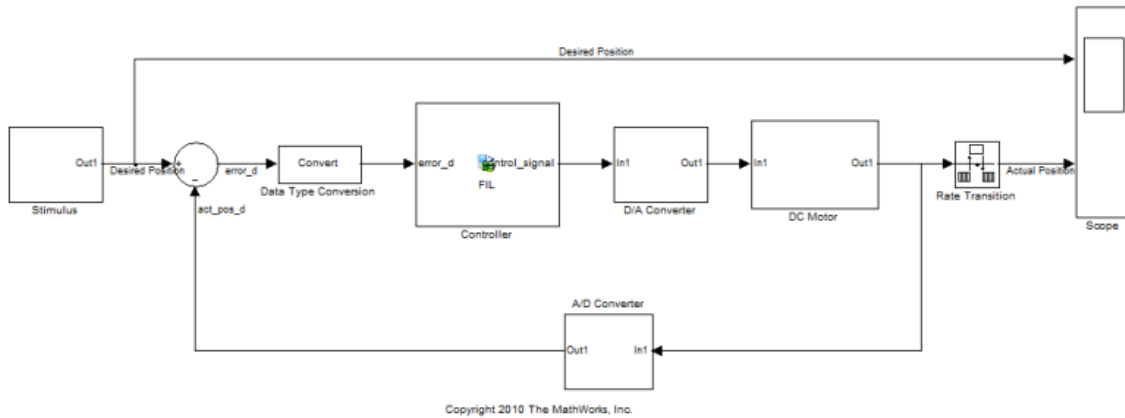 Desired Position
Out1
Desired Position
Stimulus
+
-
error_d
act_pos_d
Convert
Data Type Conversion
error_d
ntrol_signal
FIL
Controller
In1
Out1
D/A Converter
In1
Out1
DC Motor
Rate Transition
Actual Position
Scope
A/D Converter
Out1
In1
Copyright 2010 The MathWorks, Inc.